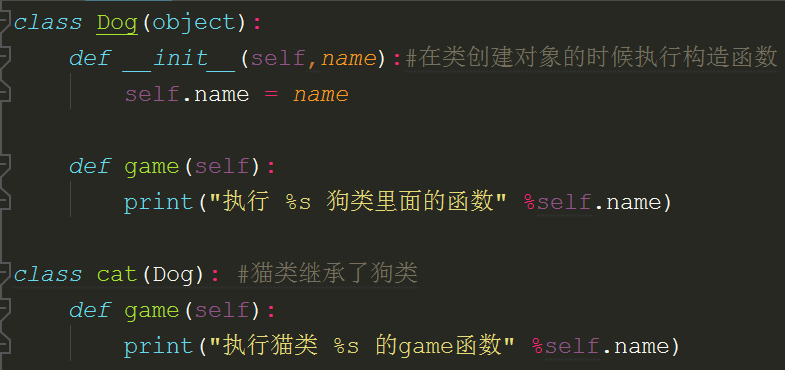 class Dog(object):
def __init__(self,name):#在类创建对象的时候执行构造函数
self.name = name
def game(self):
print("执行 %s 狗类里面的函数" %self.name)
class cat(Dog): #猫类继承了狗类
def game(self):
print("执行猫类 %s 的game函数" %self.name)